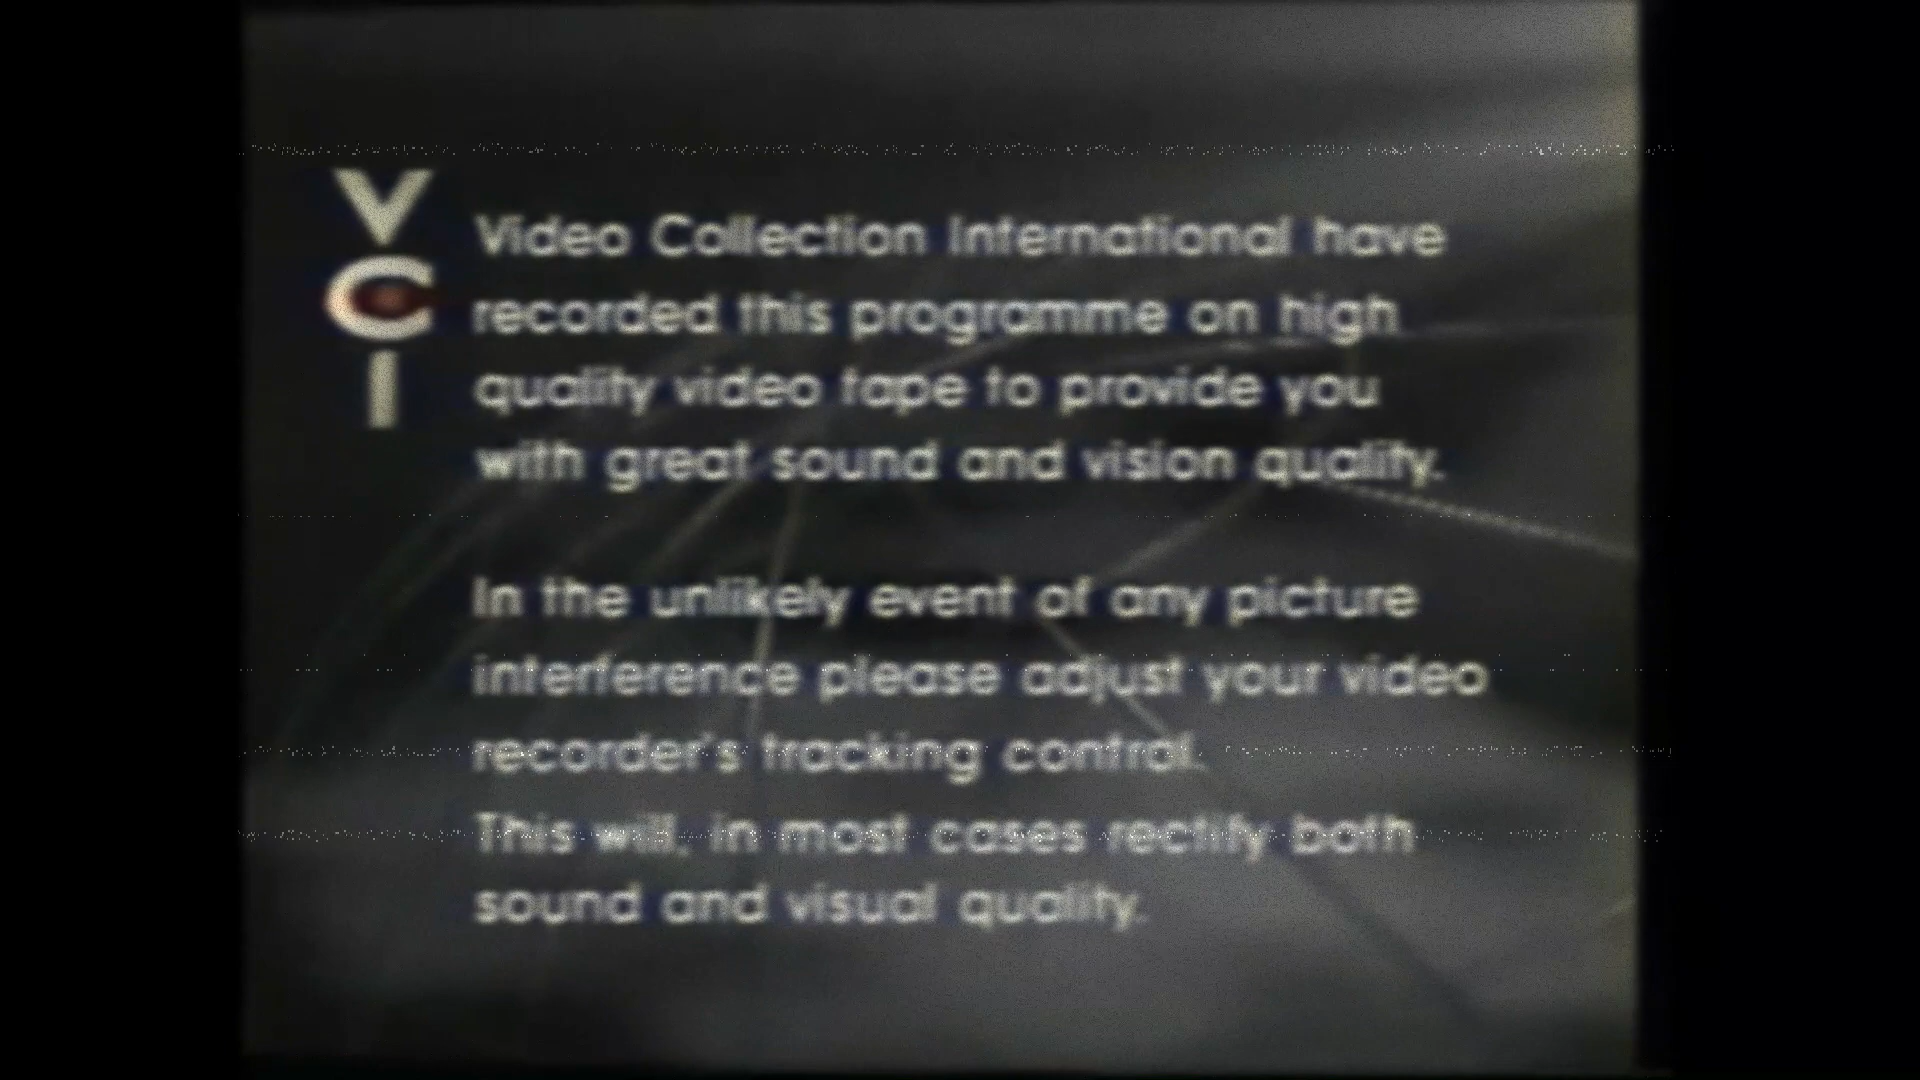 V
C
I
Video Collection International have
recorded this programme on high
quality video tape to provide you
with great sound and vision quality.
In the unlikely event of any picture
interference please adjust your video
recorder's tracking control.
This will, in most cases rectify both
sound and visual quality.